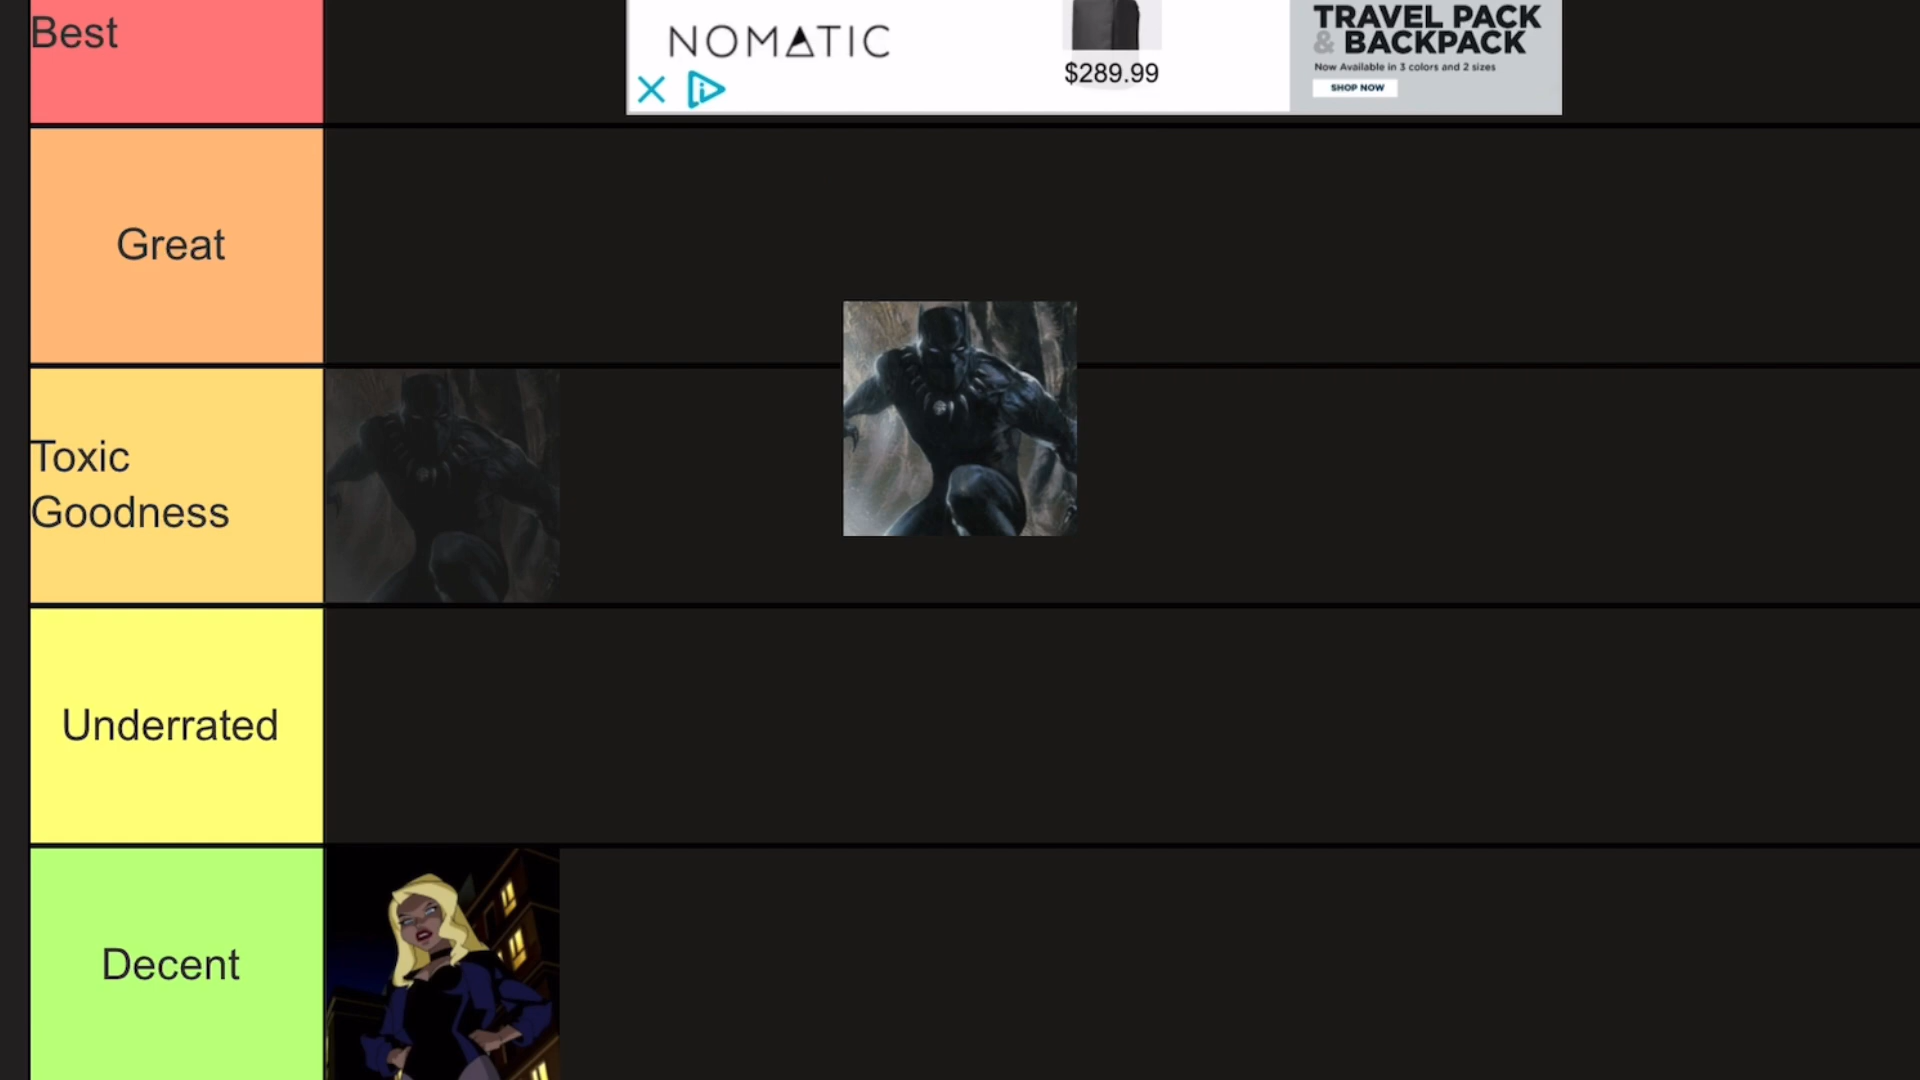 Best
NOMATIC
$289.99
TRAVEL PACK
& BACKPACK
Now Available in 3 colors and 2 sizes
SHOP NOW
Great
Toxic
Goodness
Underrated
Decent